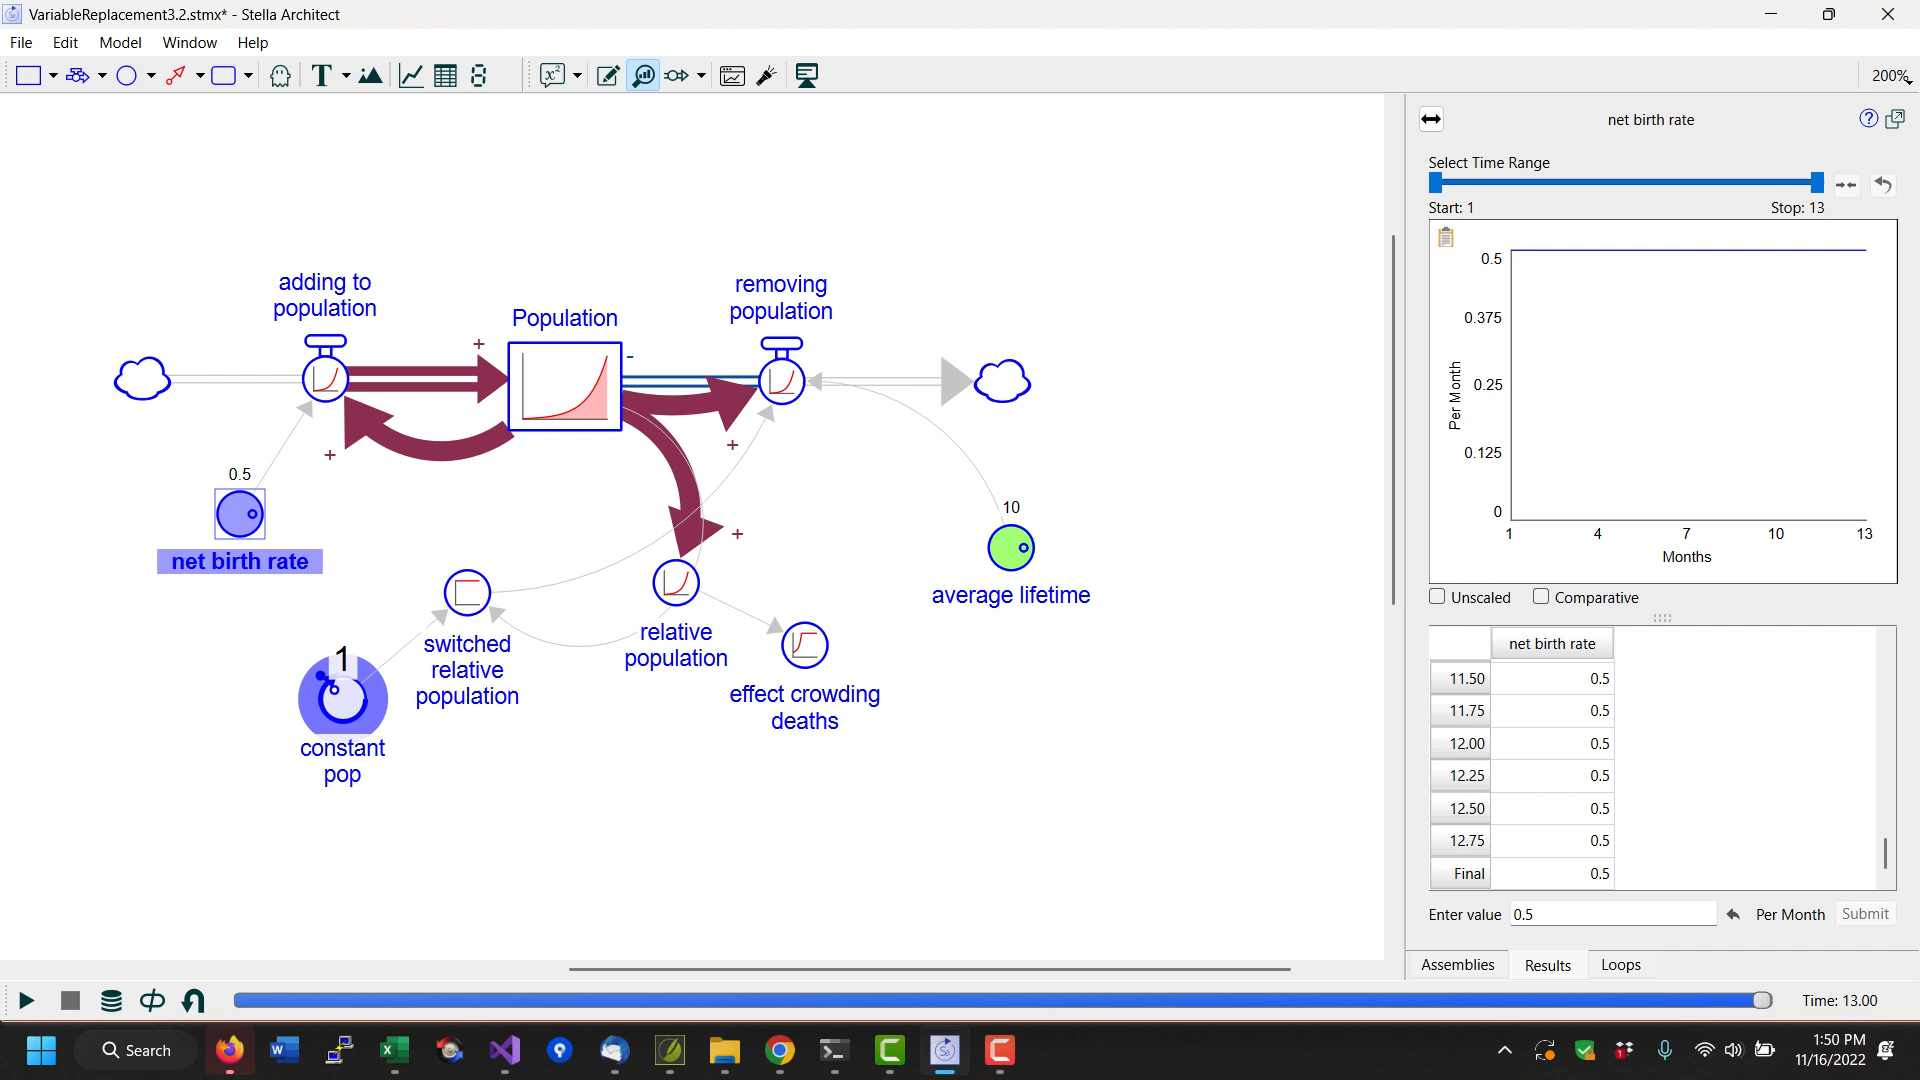 VariableReplacement3.2.stmx* - Stella Architect
File Edit Model Window Help
T x² 200%
net birth rate
Select Time Range
Start: 1 Stop: 13
0.5
0.375
0.25
0.125
0
Per Month
1 4 7 10 13
Months
Unscaled Comparative
net birth rate
11.50 0.5
11.75 0.5
12.00 0.5
12.25 0.5
12.50 0.5
12.75 0.5
Final 0.5
Enter value 0.5 Per Month Submit
Assemblies Results Loops
adding to
population
Population
removing
population
+
-
+
+
+
0.5
net birth rate
10
average lifetime
switched
relative
population
relative
population
effect crowding
deaths
1
constant
pop
Time: 13.00
Search
1:50 PM
11/16/2022